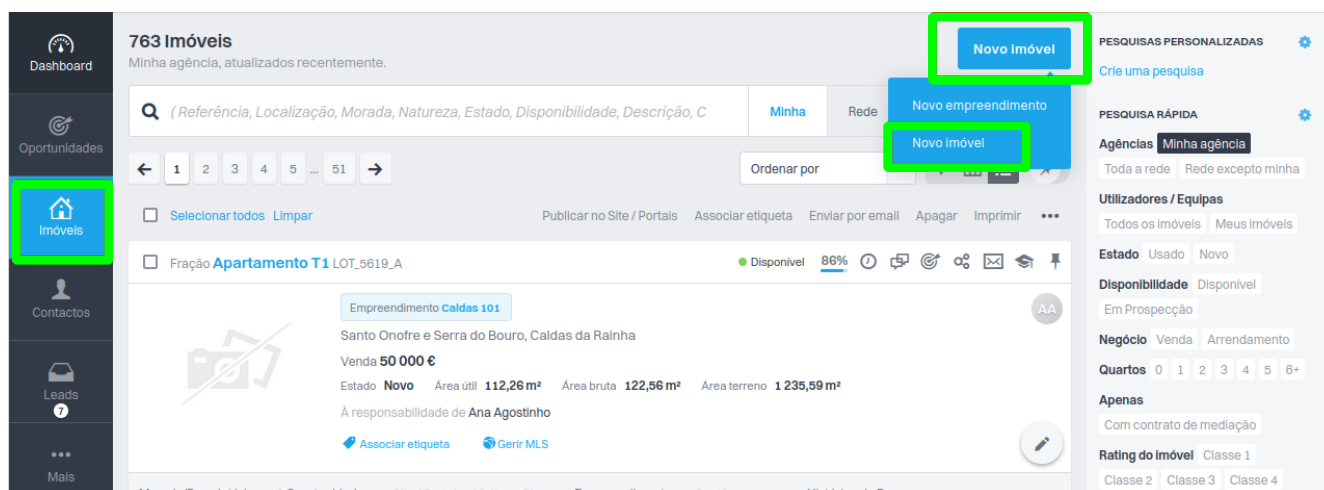 Dashboard
Oportunidades
Imóveis
Contactos
Leads
7
Mais
763 Imóveis
Minha agência, atualizados recentemente.
Novo imóvel
Novo empreendimento
Novo imóvel
( Referência, Localização, Morada, Natureza, Estado, Disponibilidade, Descrição, C
Minha Rede
1 2 3 4 5 ... 51
Ordenar por
Selecionar todos Limpar Publicar no Site / Portais Associar etiqueta Enviar por email Apagar Imprimir
Fração Apartamento T1 LOT_5619_A Disponível 86%
Empreendimento Caldas 101
AA
Santo Onofre e Serra do Bouro, Caldas da Rainha
Venda 50 000 €
Estado Novo Área útil 112,26 m² Área bruta 122,56 m² Área terreno 1 235,59 m²
À responsabilidade de Ana Agostinho
Associar etiqueta Gerir MLS
PESQUISAS PERSONALIZADAS
Crie uma pesquisa
PESQUISA RÁPIDA
Agências Minha agência
Toda a rede Rede excepto minha
Utilizadores / Equipas
Todos os imóveis Meus imóveis
Estado Usado Novo
Disponibilidade Disponível
Em Prospecção
Negócio Venda Arrendamento
Quartos 0 1 2 3 4 5 6+
Apenas
Com contrato de mediação
Rating do imóvel Classe 1
Classe 2 Classe 3 Classe 4